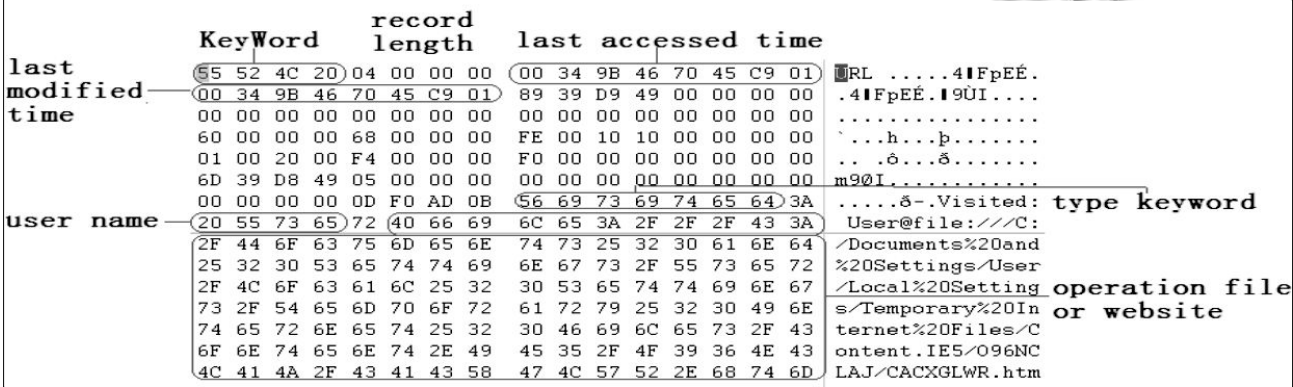 record
KeyWord length last accessed time
last 55 52 4C 20 04 00 00 00 00 34 9B 46 70 45 C9 01 URL .....4▮FpEÉ.
modified 00 34 9B 46 70 45 C9 01 89 39 D9 49 00 00 00 00 .4▮FpEÉ.▮9ÙI....
time 00 00 00 00 00 00 00 00 00 00 00 00 00 00 00 00 ................
60 00 00 00 68 00 00 00 FE 00 10 10 00 00 00 00 `...h...þ.......
01 00 20 00 F4 00 00 00 F0 00 00 00 00 00 00 00 .. .ô...ð.......
6D 39 D8 49 05 00 00 00 00 00 00 00 00 00 00 00 m9ØI............
00 00 00 00 0D F0 AD 0B 56 69 73 69 74 65 64 3A .....ð-.Visited: type keyword
user name 20 55 73 65 72 40 66 69 6C 65 3A 2F 2F 2F 43 3A User@file:///C:
2F 44 6F 63 75 6D 65 6E 74 73 25 32 30 61 6E 64 /Documents%20and
25 32 30 53 65 74 74 69 6E 67 73 2F 55 73 65 72 %20Settings/User
2F 4C 6F 63 61 6C 25 32 30 53 65 74 74 69 6E 67 /Local%20Setting operation file
73 2F 54 65 6D 70 6F 72 61 72 79 25 32 30 49 6E s/Temporary%20In or website
74 65 72 6E 65 74 25 32 30 46 69 6C 65 73 2F 43 ternet%20Files/C
6F 6E 74 65 6E 74 2E 49 45 35 2F 4F 39 36 4E 43 ontent.IE5/O96NC
4C 41 4A 2F 43 41 43 58 47 4C 57 52 2E 68 74 6D LAJ/CACXGLWR.htm